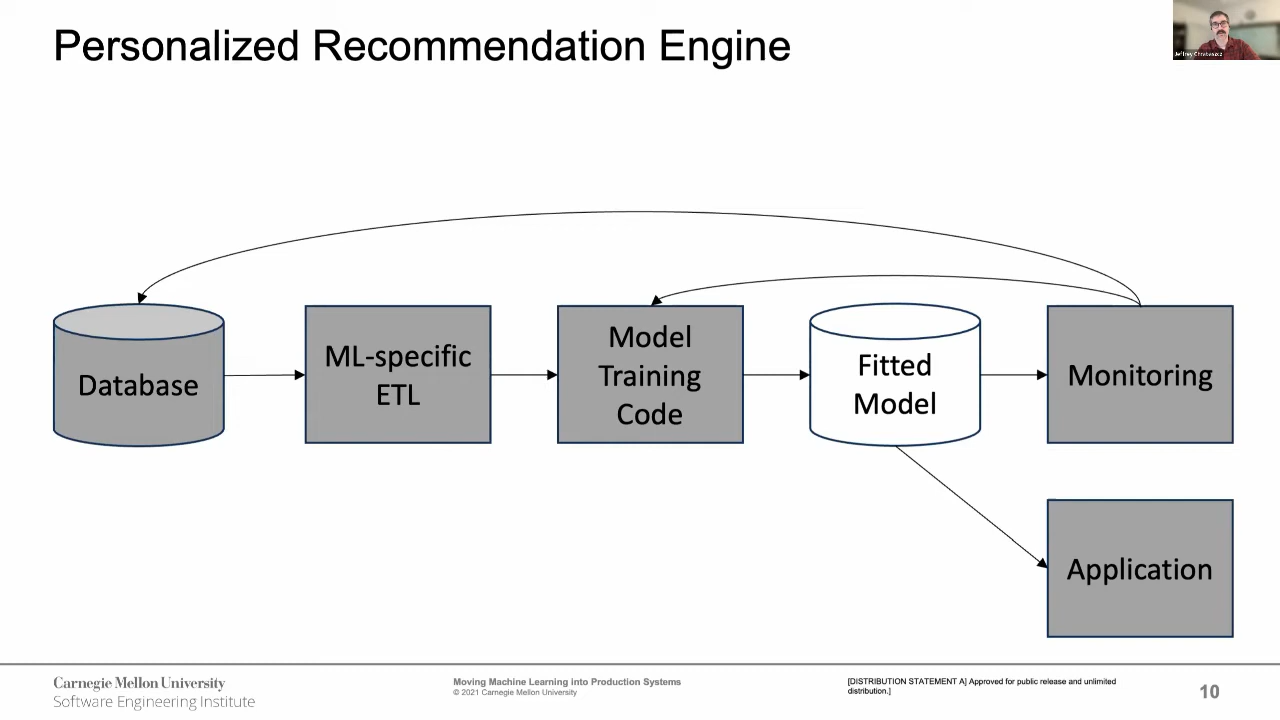 Personalized Recommendation Engine
Database
ML-specific
ETL
Model
Training
Code
Fitted
Model
Monitoring
Application
Carnegie Mellon University
Software Engineering Institute
Moving Machine Learning into Production Systems
© 2021 Carnegie Mellon University
[DISTRIBUTION STATEMENT A] Approved for public release and unlimited
distribution.]
10